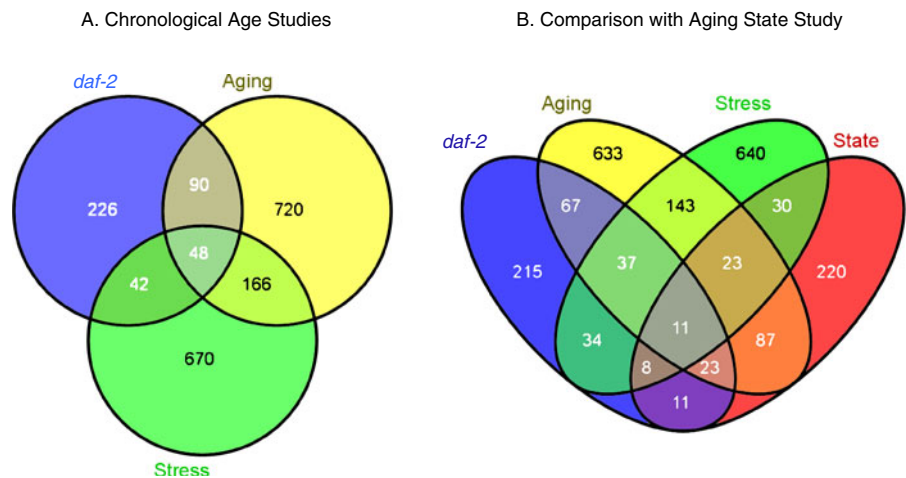 A. Chronological Age Studies
daf-2
Aging
90
226
720
48
42
166
670
Stress
B. Comparison with Aging State Study
Aging
Stress
daf-2
State
633
640
67
143
30
215
37
23
220
34
11
87
8
23
11